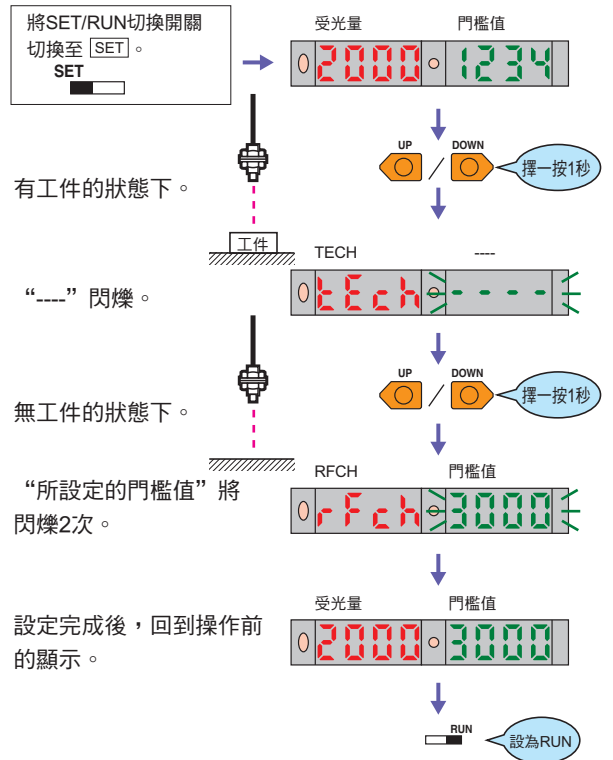 將SET/RUN切換開關
切換至 SET 。
SET
受光量 門檻值
2000 1234
UP / DOWN 擇一按1秒
有工件的狀態下。
工件
TECH ----
tEch - - - -
“----”閃爍。
UP / DOWN 擇一按1秒
無工件的狀態下。
RFCH 門檻值
rFch 3000
“所設定的門檻值”將
閃爍2次。
受光量 門檻值
2000 3000
設定完成後，回到操作前
的顯示。
RUN 設為RUN